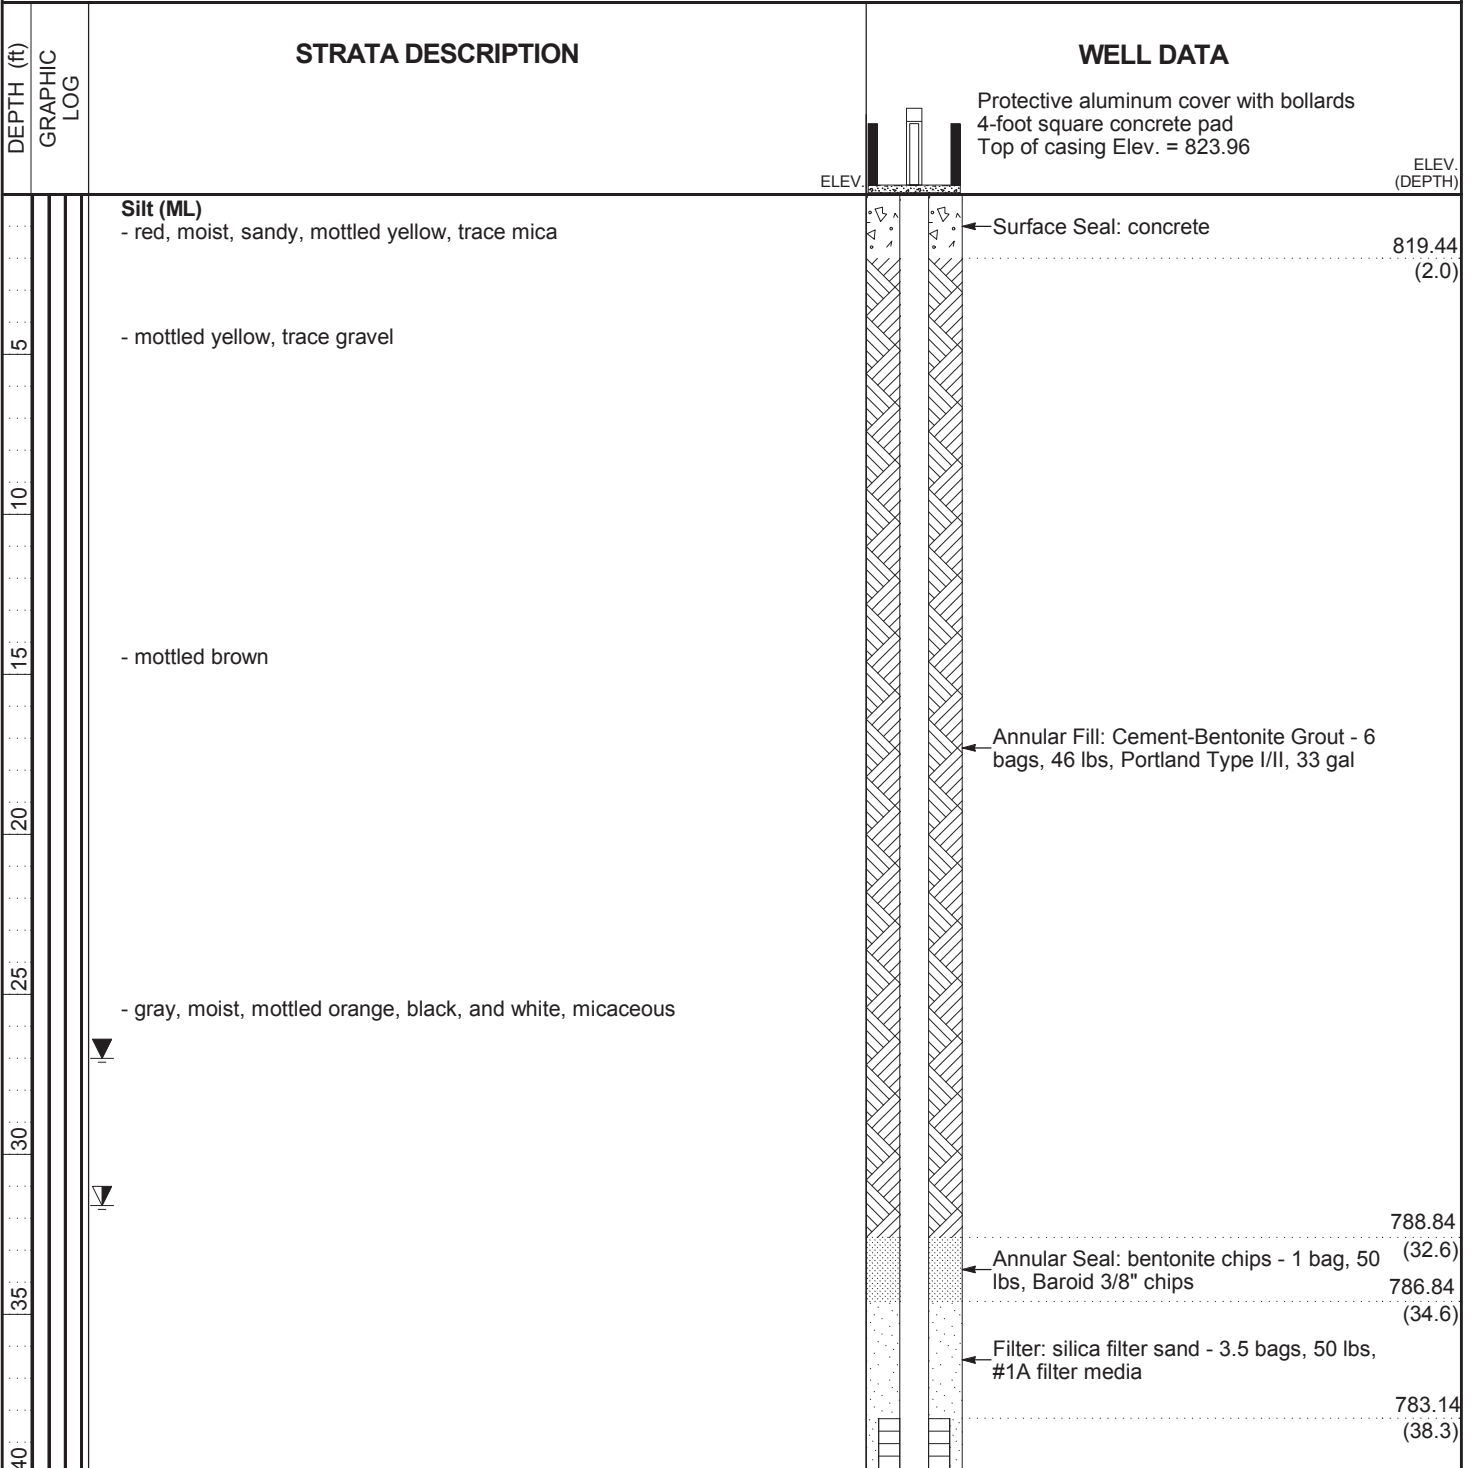 DEPTH (ft)
GRAPHIC
LOG
STRATA DESCRIPTION
ELEV.
WELL DATA
Protective aluminum cover with bollards
4-foot square concrete pad
Top of casing Elev. = 823.96
ELEV.
(DEPTH)
Silt (ML)
- red, moist, sandy, mottled yellow, trace mica
Surface Seal: concrete
819.44
(2.0)
- mottled yellow, trace gravel
5
10
- mottled brown
15
Annular Fill: Cement-Bentonite Grout - 6
bags, 46 lbs, Portland Type I/II, 33 gal
20
25
- gray, moist, mottled orange, black, and white, micaceous
30
788.84
(32.6)
Annular Seal: bentonite chips - 1 bag, 50
lbs, Baroid 3/8" chips
786.84
(34.6)
35
Filter: silica filter sand - 3.5 bags, 50 lbs,
#1A filter media
783.14
(38.3)
40